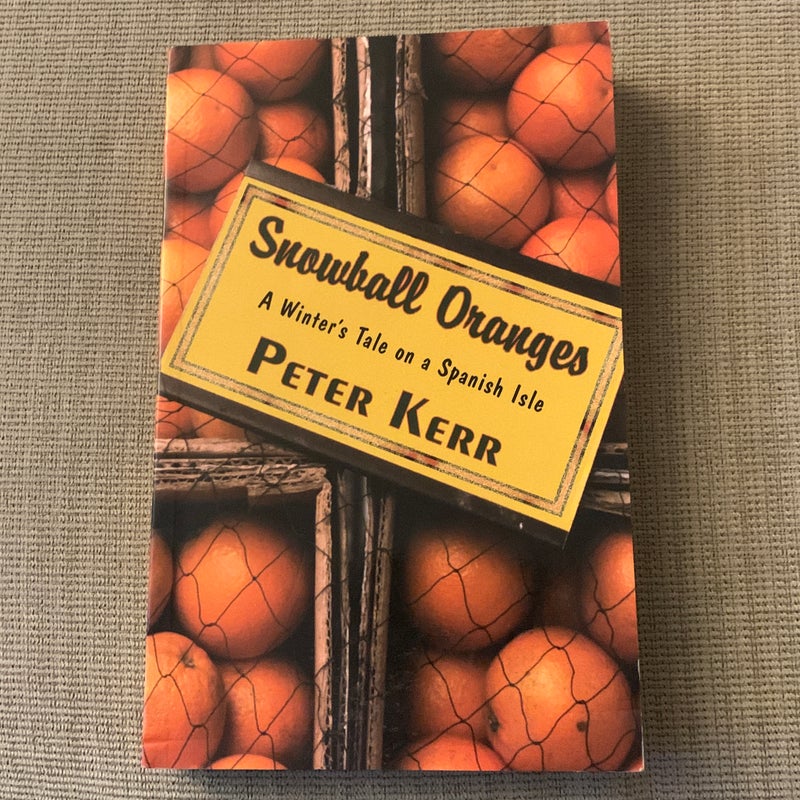 Snowball Oranges
A Winter's Tale on a Spanish Isle
PETER KERR